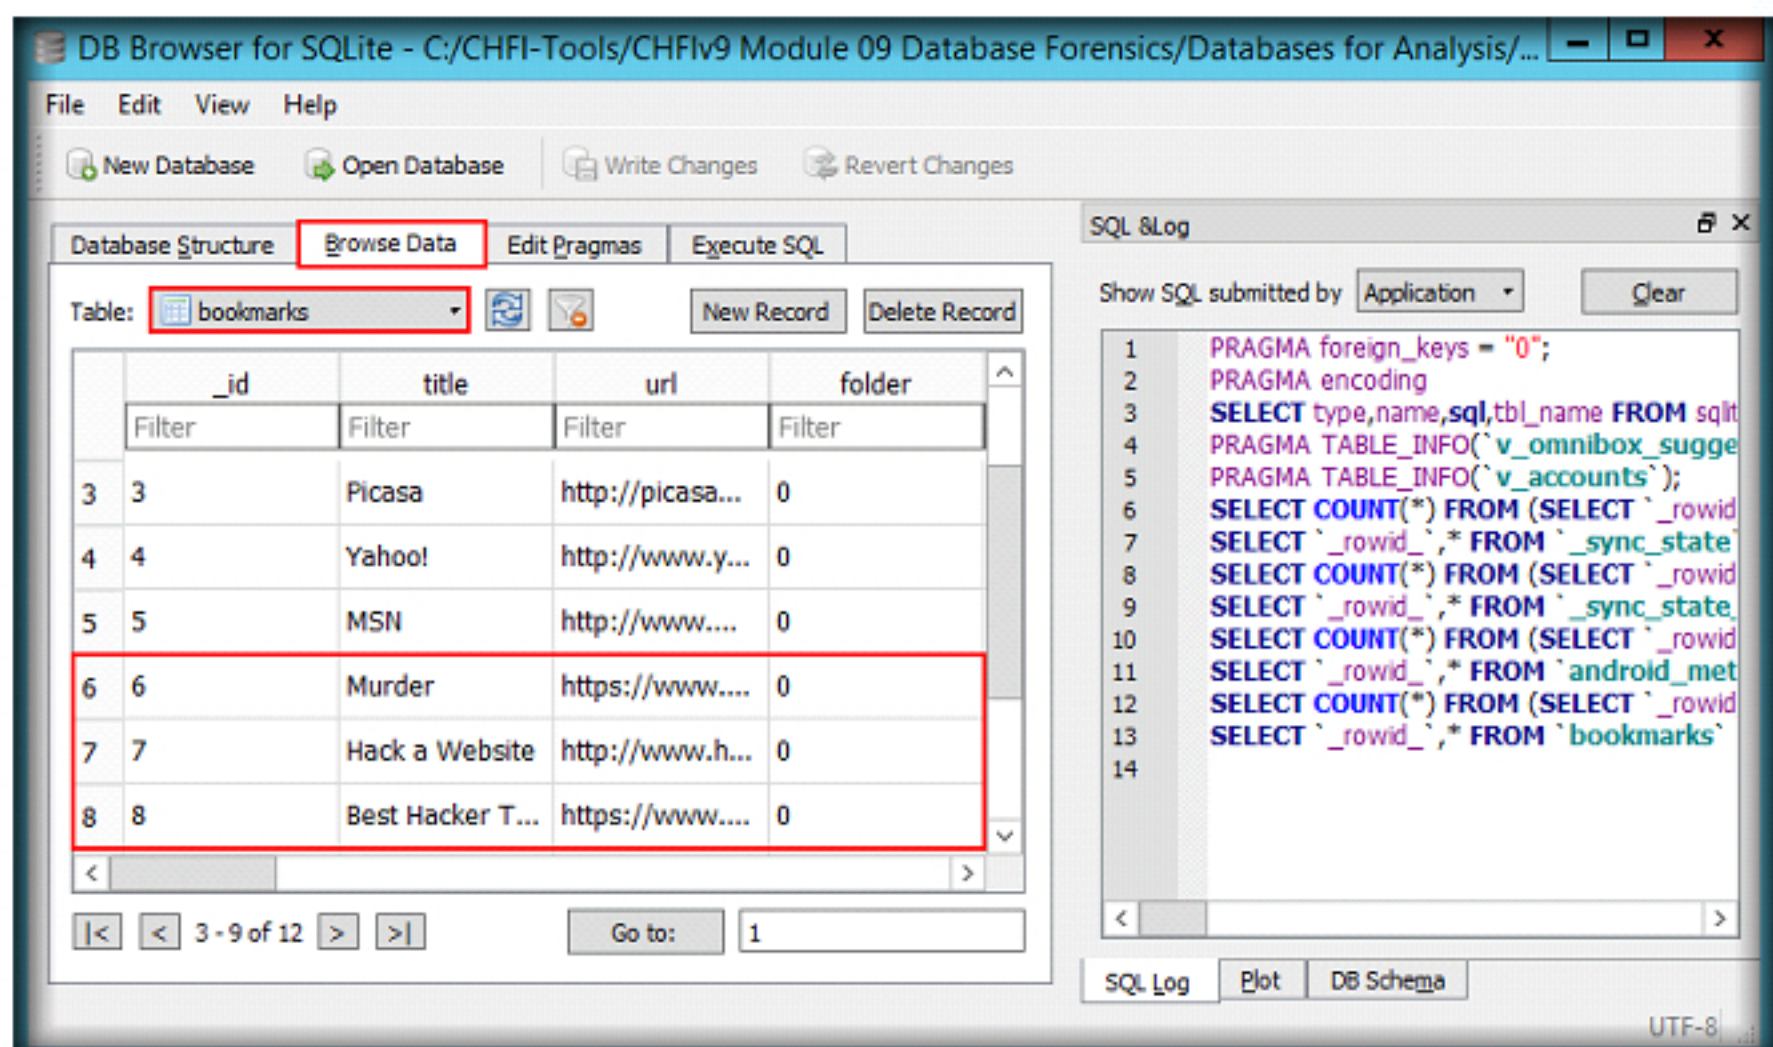 DB Browser for SQLite - C:/CHFI-Tools/CHFIv9 Module 09 Database Forensics/Databases for Analysis/...
File Edit View Help
New Database Open Database Write Changes Revert Changes
Database Structure Browse Data Edit Pragmas Execute SQL
Table: bookmarks New Record Delete Record
_id title url folder
Filter Filter Filter Filter
3 3 Picasa http://picasa... 0
4 4 Yahoo! http://www.y... 0
5 5 MSN http://www.... 0
6 6 Murder https://www.... 0
7 7 Hack a Website http://www.h... 0
8 8 Best Hacker T... https://www.... 0
|< < 3 - 9 of 12 > >| Go to: 1
SQL &Log
Show SQL submitted by Application Clear
1 PRAGMA foreign_keys = "0";
2 PRAGMA encoding
3 SELECT type,name,sql,tbl_name FROM sqlit
4 PRAGMA TABLE_INFO(`v_omnibox_sugge
5 PRAGMA TABLE_INFO(`v_accounts`);
6 SELECT COUNT(*) FROM (SELECT `_rowid
7 SELECT `_rowid_`,* FROM `_sync_state`
8 SELECT COUNT(*) FROM (SELECT `_rowid
9 SELECT `_rowid_`,* FROM `_sync_state_
10 SELECT COUNT(*) FROM (SELECT `_rowid
11 SELECT `_rowid_`,* FROM `android_met
12 SELECT COUNT(*) FROM (SELECT `_rowid
13 SELECT `_rowid_`,* FROM `bookmarks`
14
SQL Log Plot DB Schema
UTF-8